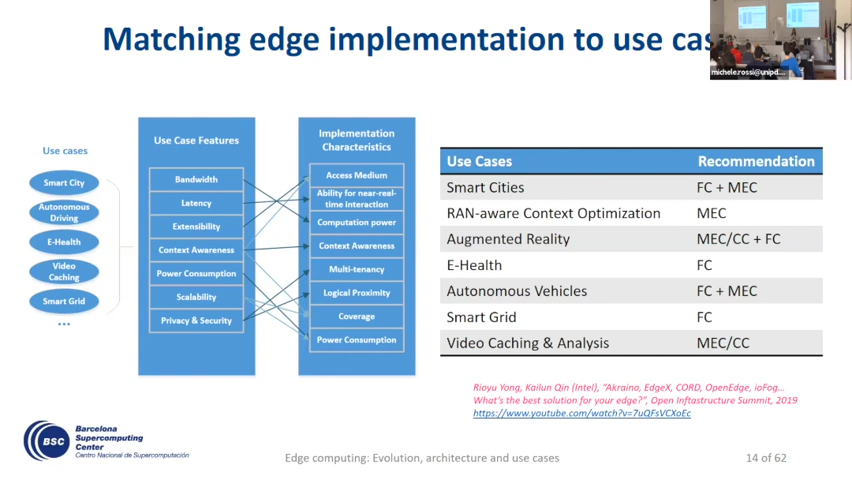 Matching edge implementation to use cas
michele.rossi@unipd....
Use cases
Smart City
Autonomous
Driving
E-Health
Video
Caching
Smart Grid
...
Use Case Features
Bandwidth
Latency
Extensibility
Context Awareness
Power Consumption
Scalability
Privacy & Security
Implementation
Characteristics
Access Medium
Ability for near-real-
time Interaction
Computation power
Context Awareness
Multi-tenancy
Logical Proximity
Coverage
Power Consumption
Use Cases Recommendation
Smart Cities FC + MEC
RAN-aware Context Optimization MEC
Augmented Reality MEC/CC + FC
E-Health FC
Autonomous Vehicles FC + MEC
Smart Grid FC
Video Caching & Analysis MEC/CC
Rioyu Yong, Kailun Qin (Intel), "Akraino, EdgeX, CORD, OpenEdge, ioFog...
What's the best solution for your edge?", Open Inftastructure Summit, 2019
https://www.youtube.com/watch?v=7uQFsVCXoEc
BSC
Barcelona
Supercomputing
Center
Centro Nacional de Supercomputación
Edge computing: Evolution, architecture and use cases
14 of 62